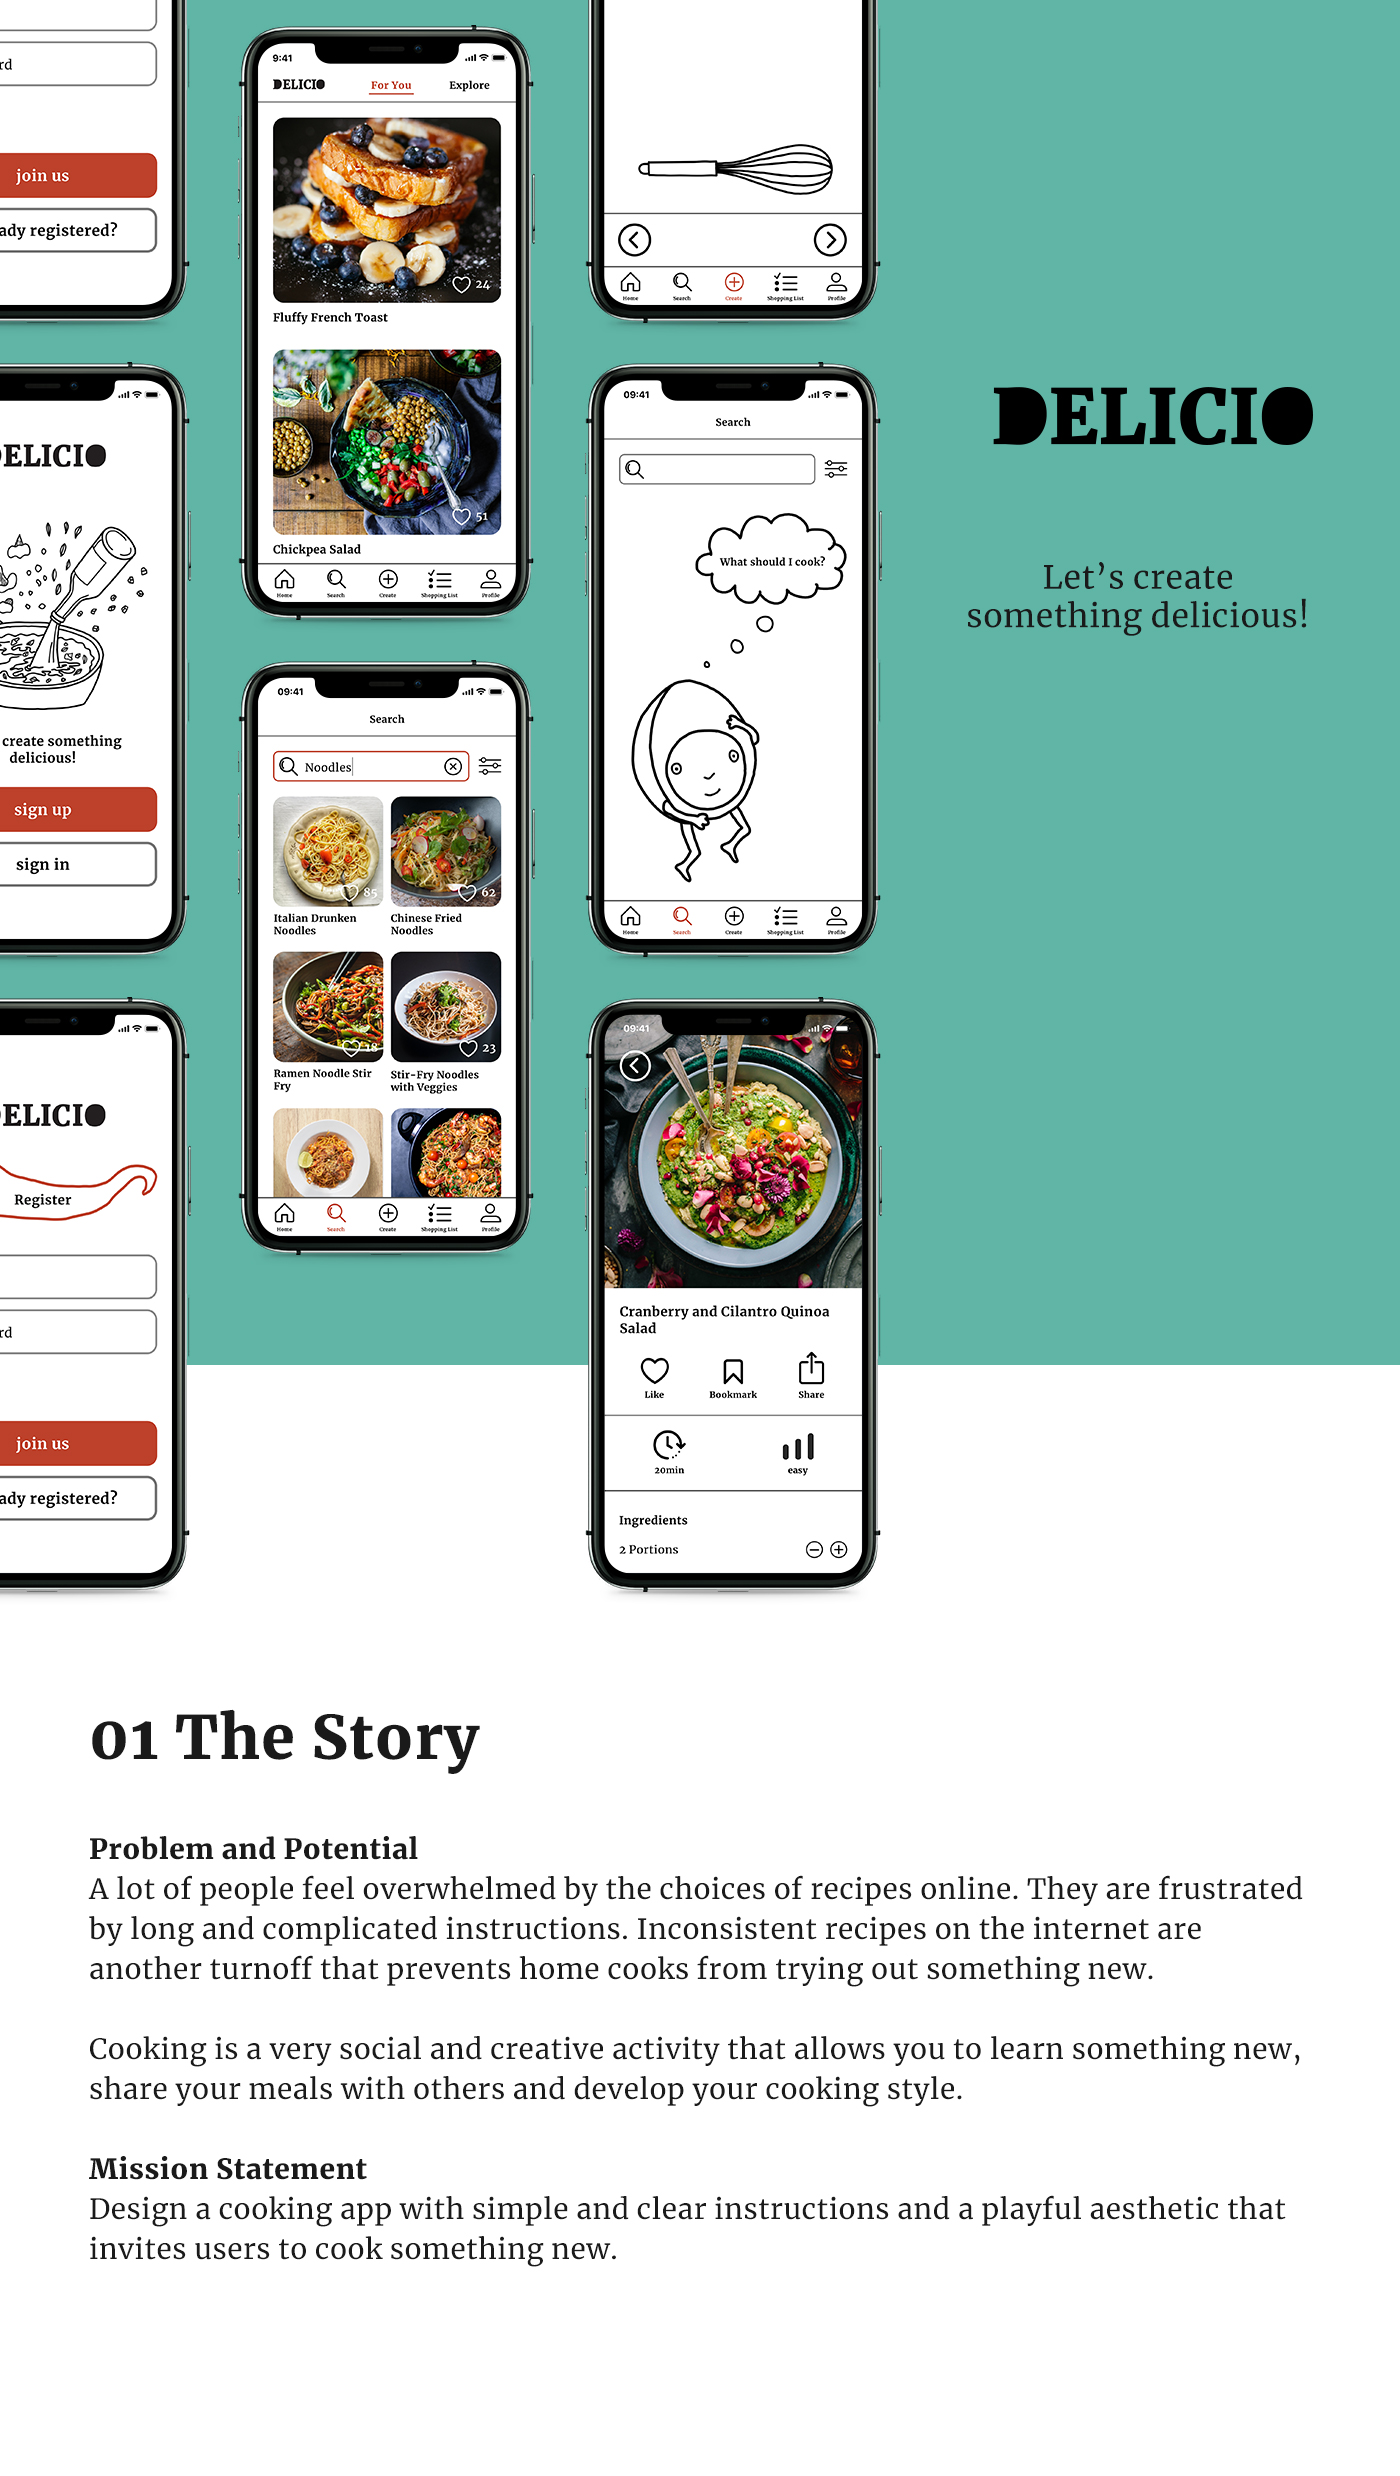 rd
join us
ady registered?
ELICIO
create something
delicious!
sign up
sign in
ELICIO
Register
rd
join us
ady registered?
9:41
DELICIO For You Explore
24
Fluffy French Toast
51
Chickpea Salad
Home Search Create Shopping List Profile
09:41
Search
Noodles
85 62
Italian Drunken Noodles
Chinese Fried Noodles
18 23
Ramen Noodle Stir Fry
Stir-Fry Noodles with Veggies
Home Search Create Shopping List Profile
Home Search Create Shopping List Profile
09:41
Search
What should I cook?
Home Search Create Shopping List Profile
09:41
Cranberry and Cilantro Quinoa
Salad
Like Bookmark Share
20min easy
Ingredients
2 Portions
DELICIO
Let’s create
something delicious!
01 The Story
Problem and Potential
A lot of people feel overwhelmed by the choices of recipes online. They are frustrated
by long and complicated instructions. Inconsistent recipes on the internet are
another turnoff that prevents home cooks from trying out something new.
Cooking is a very social and creative activity that allows you to learn something new,
share your meals with others and develop your cooking style.
Mission Statement
Design a cooking app with simple and clear instructions and a playful aesthetic that
invites users to cook something new.